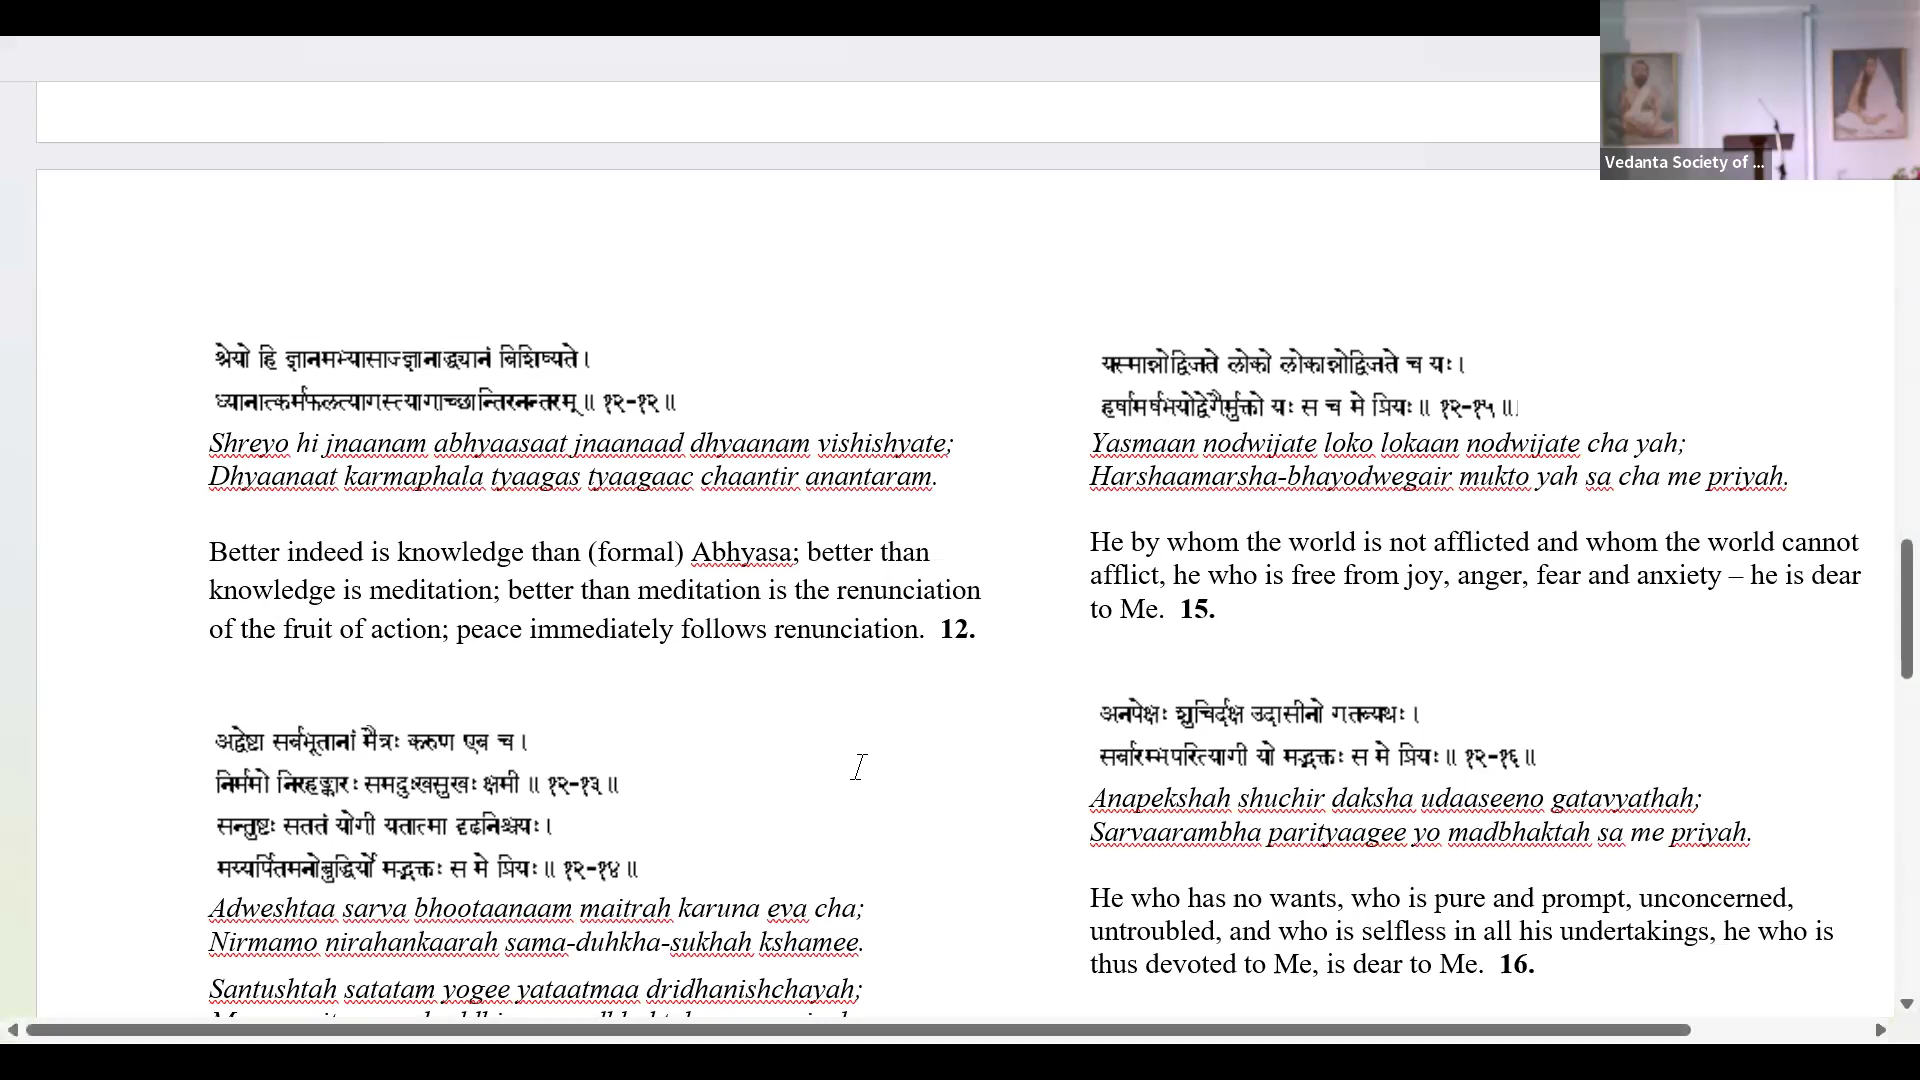 Vedanta Society of ...
श्रेयो हि ज्ञानमभ्यासाज्ज्ञानाद्ध्यानं विशिष्यते।
ध्यानात्कर्मफलत्यागस्त्यागाच्छान्तिरनन्तरम्॥ १२-१२॥
Shreyo hi jnaanam abhyaasaat jnaanaad dhyaanam vishishyate;
Dhyaanaat karmaphala tyaagas tyaagaac chaantir anantaram.
Better indeed is knowledge than (formal) Abhyasa; better than
knowledge is meditation; better than meditation is the renunciation
of the fruit of action; peace immediately follows renunciation. 12.
अद्वेष्टा सर्वभूतानां मैत्रः करुण एव च।
निर्ममो निरहङ्कारः समदुःखसुखः क्षमी॥ १२-१३॥
सन्तुष्टः सततं योगी यतात्मा दृढनिश्चयः।
मय्यर्पितमनोबुद्धिर्यो मद्भक्तः स मे प्रियः॥ १२-१४॥
Adweshtaa sarva bhootaanaam maitrah karuna eva cha;
Nirmamo nirahankaarah sama-duhkha-sukhah kshamee.
Santushtah satatam yogee yataatmaa dridhanishchayah;
यस्मान्नोद्विजते लोको लोकान्नोद्विजते च यः।
हर्षामर्षभयोद्वेगैर्मुक्तो यः स च मे प्रियः॥ १२-१५॥
Yasmaan nodwijate loko lokaan nodwijate cha yah;
Harshaamarsha-bhayodwegair mukto yah sa cha me priyah.
He by whom the world is not afflicted and whom the world cannot
afflict, he who is free from joy, anger, fear and anxiety – he is dear
to Me. 15.
अनपेक्षः शुचिर्दक्ष उदासीनो गतव्यथः।
सर्वारम्भपरित्यागी यो मद्भक्तः स मे प्रियः॥ १२-१६॥
Anapekshah shuchir daksha udaaseeno gatavyathah;
Sarvaarambha parityaagee yo madbhaktah sa me priyah.
He who has no wants, who is pure and prompt, unconcerned,
untroubled, and who is selfless in all his undertakings, he who is
thus devoted to Me, is dear to Me. 16.